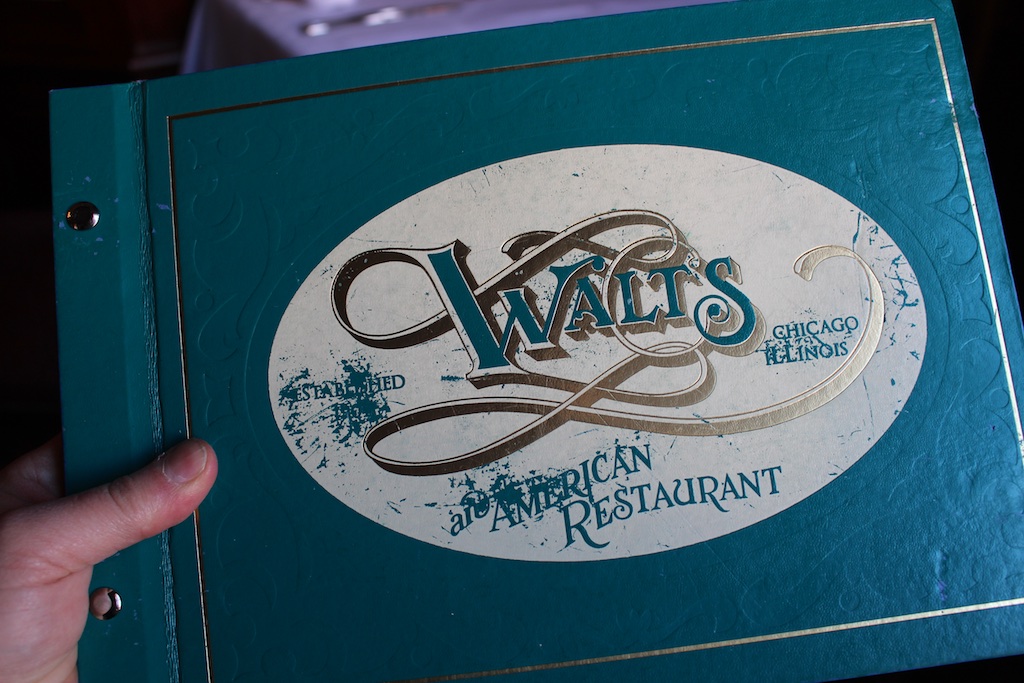 WALT'S
CHICAGO
ILLINOIS
ESTABLISHED
an AMERICAN
RESTAURANT